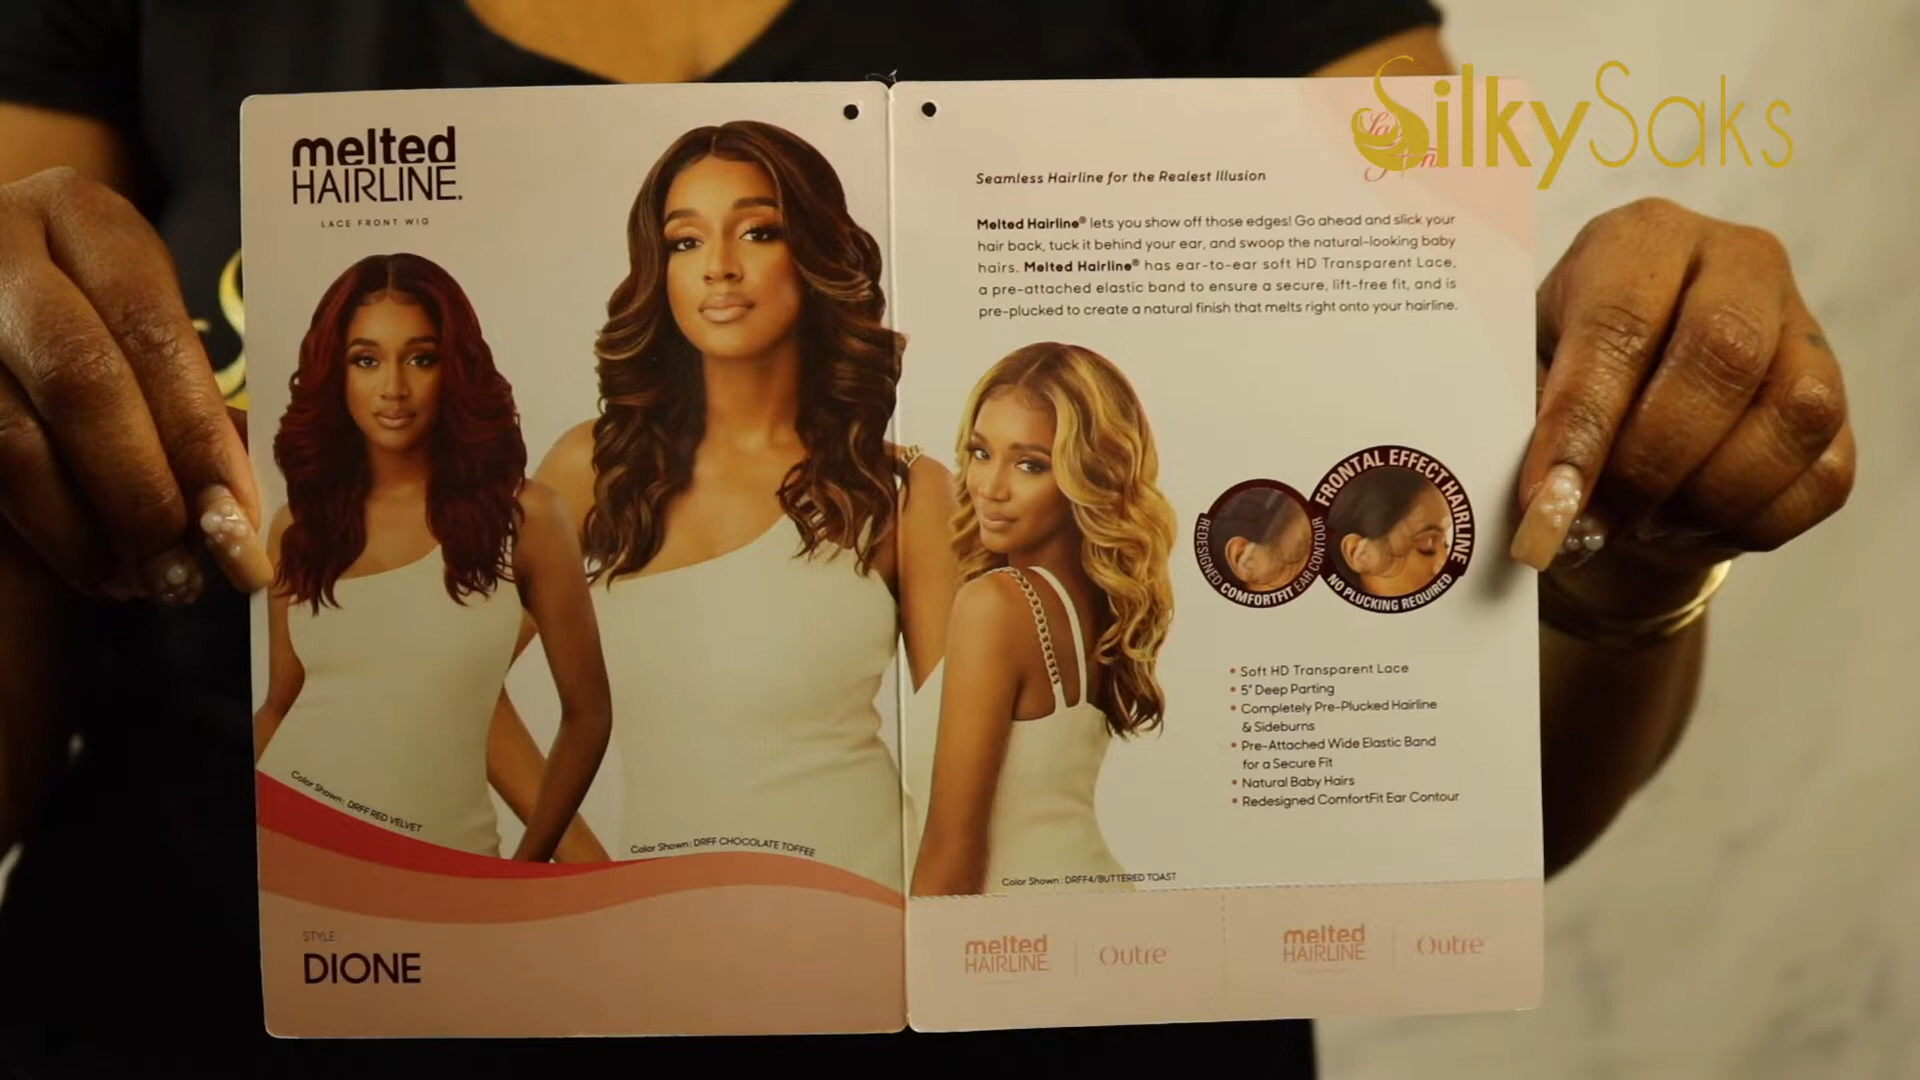 SilkySaks
melted
HAIRLINE.
LACE FRONT WIG
Color Shown: DRFF RED VELVET
Color Shown: DRFF CHOCOLATE TOFFEE
STYLE
DIONE
Seamless Hairline for the Realest Illusion
Melted Hairline® lets you show off those edges! Go ahead and slick your
hair back, tuck it behind your ear, and swoop the natural-looking baby
hairs. Melted Hairline® has ear-to-ear soft HD Transparent Lace,
a pre-attached elastic band to ensure a secure, lift-free fit, and is
pre-plucked to create a natural finish that melts right onto your hairline.
REDESIGNED COMFORTFIT EAR CONTOUR
FRONTAL EFFECT HAIRLINE
NO PLUCKING REQUIRED
• Soft HD Transparent Lace
• 5" Deep Parting
• Completely Pre-Plucked Hairline
& Sideburns
• Pre-Attached Wide Elastic Band
for a Secure Fit
• Natural Baby Hairs
• Redesigned ComfortFit Ear Contour
Color Shown: DRFF4/BUTTERED TOAST
melted
HAIRLINE
Outre
melted
HAIRLINE
Outre